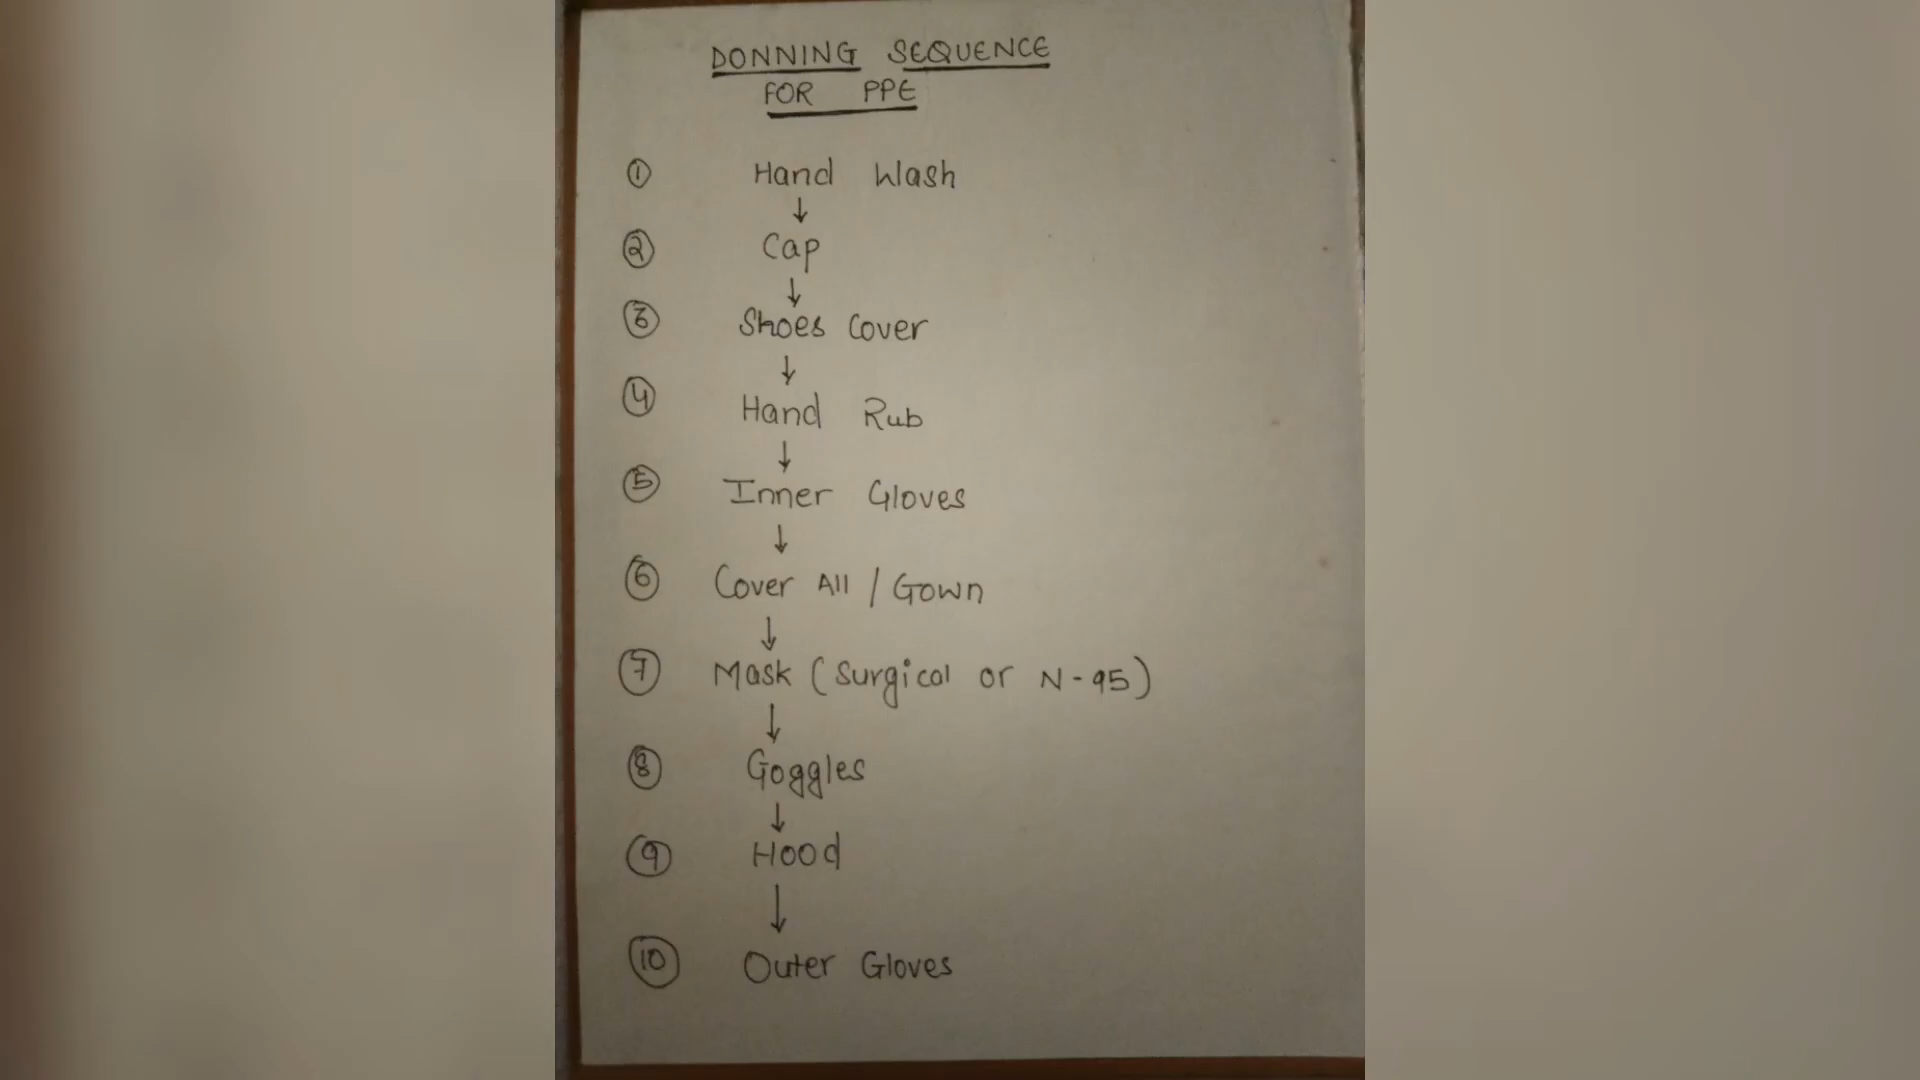 DONNING SEQUENCE
FOR PPE
1 Hand Wash
↓
2 Cap
↓
3 Shoes Cover
↓
4 Hand Rub
↓
5 Inner Gloves
↓
6 Cover All / Gown
↓
7 Mask (Surgical or N-95)
↓
8 Goggles
↓
9 Hood
↓
10 Outer Gloves